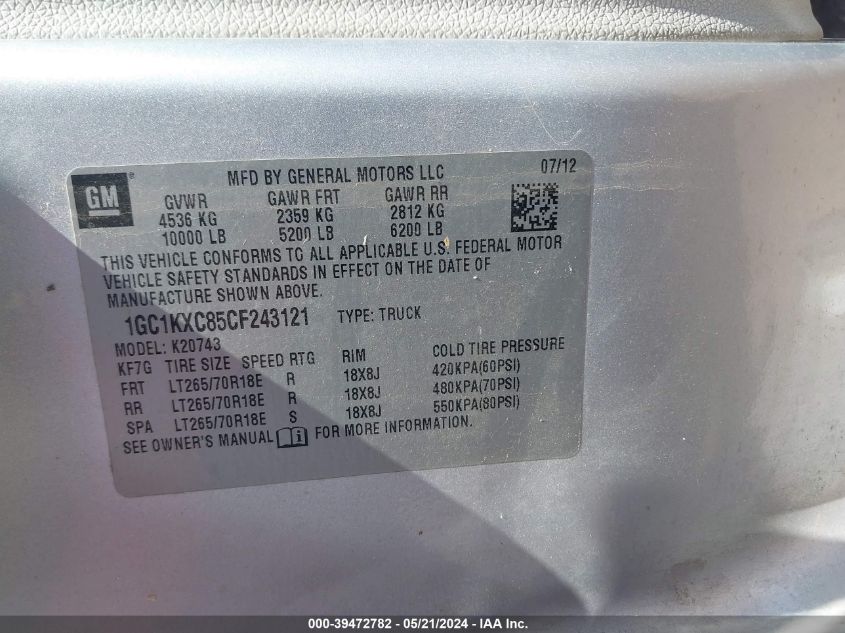 MFD BY GENERAL MOTORS LLC 07/12
GM
GVWR GAWR FRT GAWR RR
4536 KG 2359 KG 2812 KG
10000 LB 5200 LB 6200 LB
THIS VEHICLE CONFORMS TO ALL APPLICABLE U.S. FEDERAL MOTOR
VEHICLE SAFETY STANDARDS IN EFFECT ON THE DATE OF
MANUFACTURE SHOWN ABOVE.
1GC1KXC85CF243121 TYPE: TRUCK
MODEL: K20743
KF7G TIRE SIZE SPEED RTG RIM COLD TIRE PRESSURE
FRT LT265/70R18E R 18X8J 420KPA(60PSI)
RR LT265/70R18E R 18X8J 480KPA(70PSI)
SPA LT265/70R18E S 18X8J 550KPA(80PSI)
SEE OWNER'S MANUAL i FOR MORE INFORMATION.
000-39472782 - 05/21/2024 - IAA Inc.